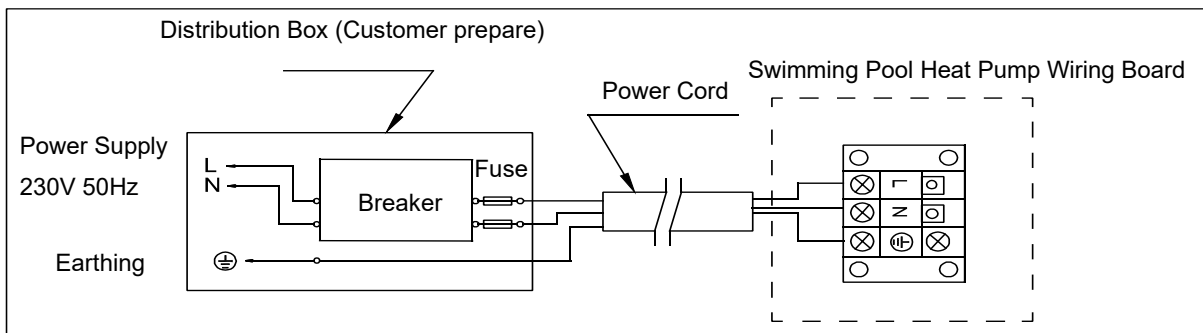 Distribution Box (Customer prepare)
Swimming Pool Heat Pump Wiring Board
Power Cord
Power Supply
230V 50Hz
L
N
Fuse
Breaker
Earthing
L
N